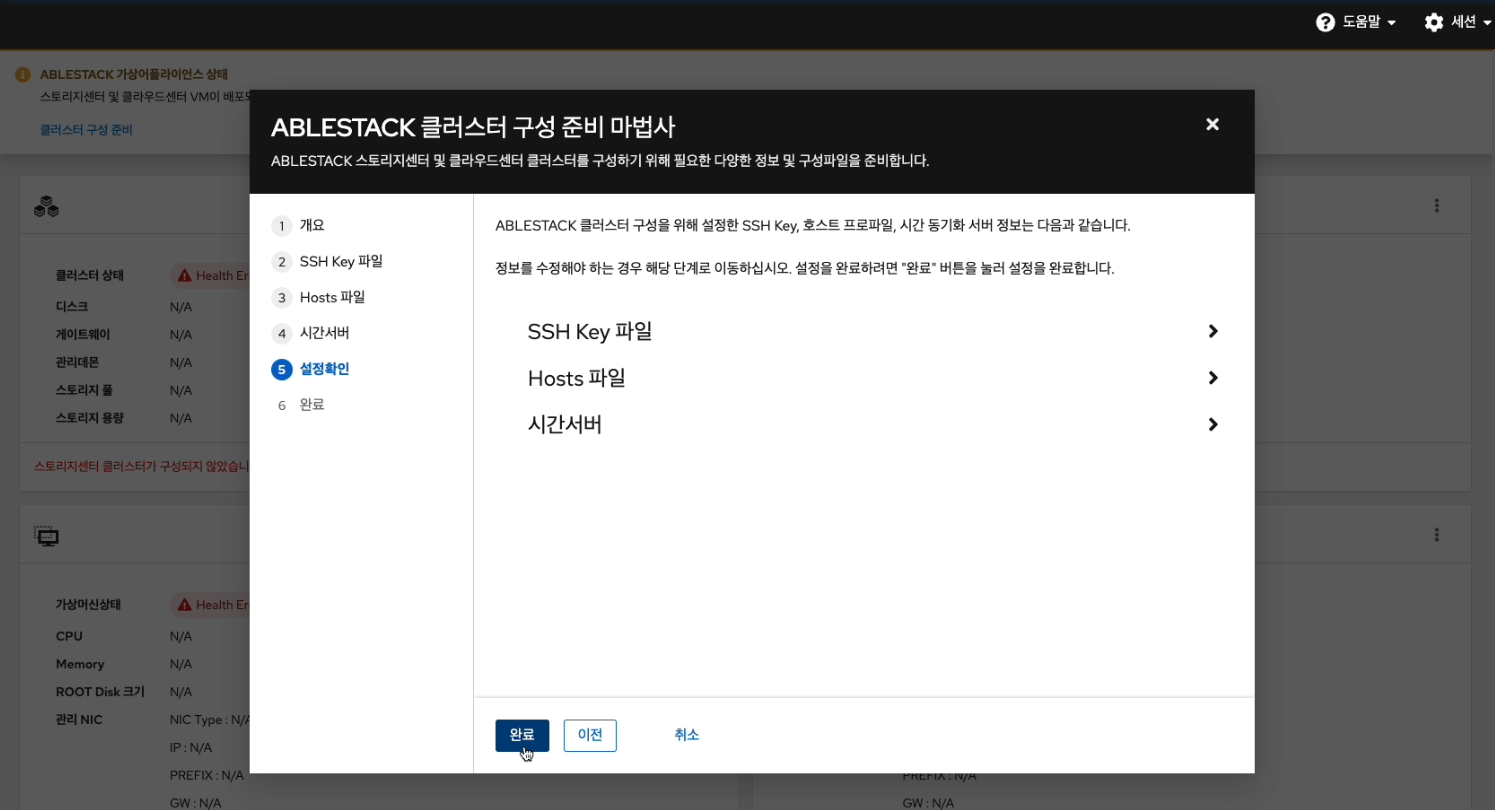 도움말
세션
ABLESTACK 가상어플라이언스 상태
스토리지센터 및 클라우드센터 VM이
클러스터 구성 준비
ABLESTACK 클러스터 구성 준비 마법사
ABLESTACK 스토리지센터 및 클라우드센터 클러스터를 구성하기 위해 필요한 다양한 정보 및 구성파일을 준비합니다.
1 개요
2 SSH Key 파일
3 Hosts 파일
4 시간서버
5 설정확인
6 완료
ABLESTACK 클러스터 구성을 위해 설정한 SSH Key, 호스트 프로파일, 시간 동기화 서버 정보는 다음과 같습니다.
정보를 수정해야 하는 경우 해당 단계로 이동하십시오. 설정을 완료하려면 "완료" 버튼을 눌러 설정을 완료합니다.
SSH Key 파일
Hosts 파일
시간서버
완료
이전
취소
클러스터 상태 Health Er
디스크 N/A
게이트웨이 N/A
관리데몬 N/A
스토리지 풀 N/A
스토리지 용량 N/A
스토리지센터 클러스터가 구성되지 않았습니
가상머신상태 Health Er
CPU N/A
Memory N/A
ROOT Disk 크기 N/A
관리 NIC NIC Type : N/A
IP : N/A
PREFIX : N/A
GW : N/A
PREFIX : N/A
GW : N/A